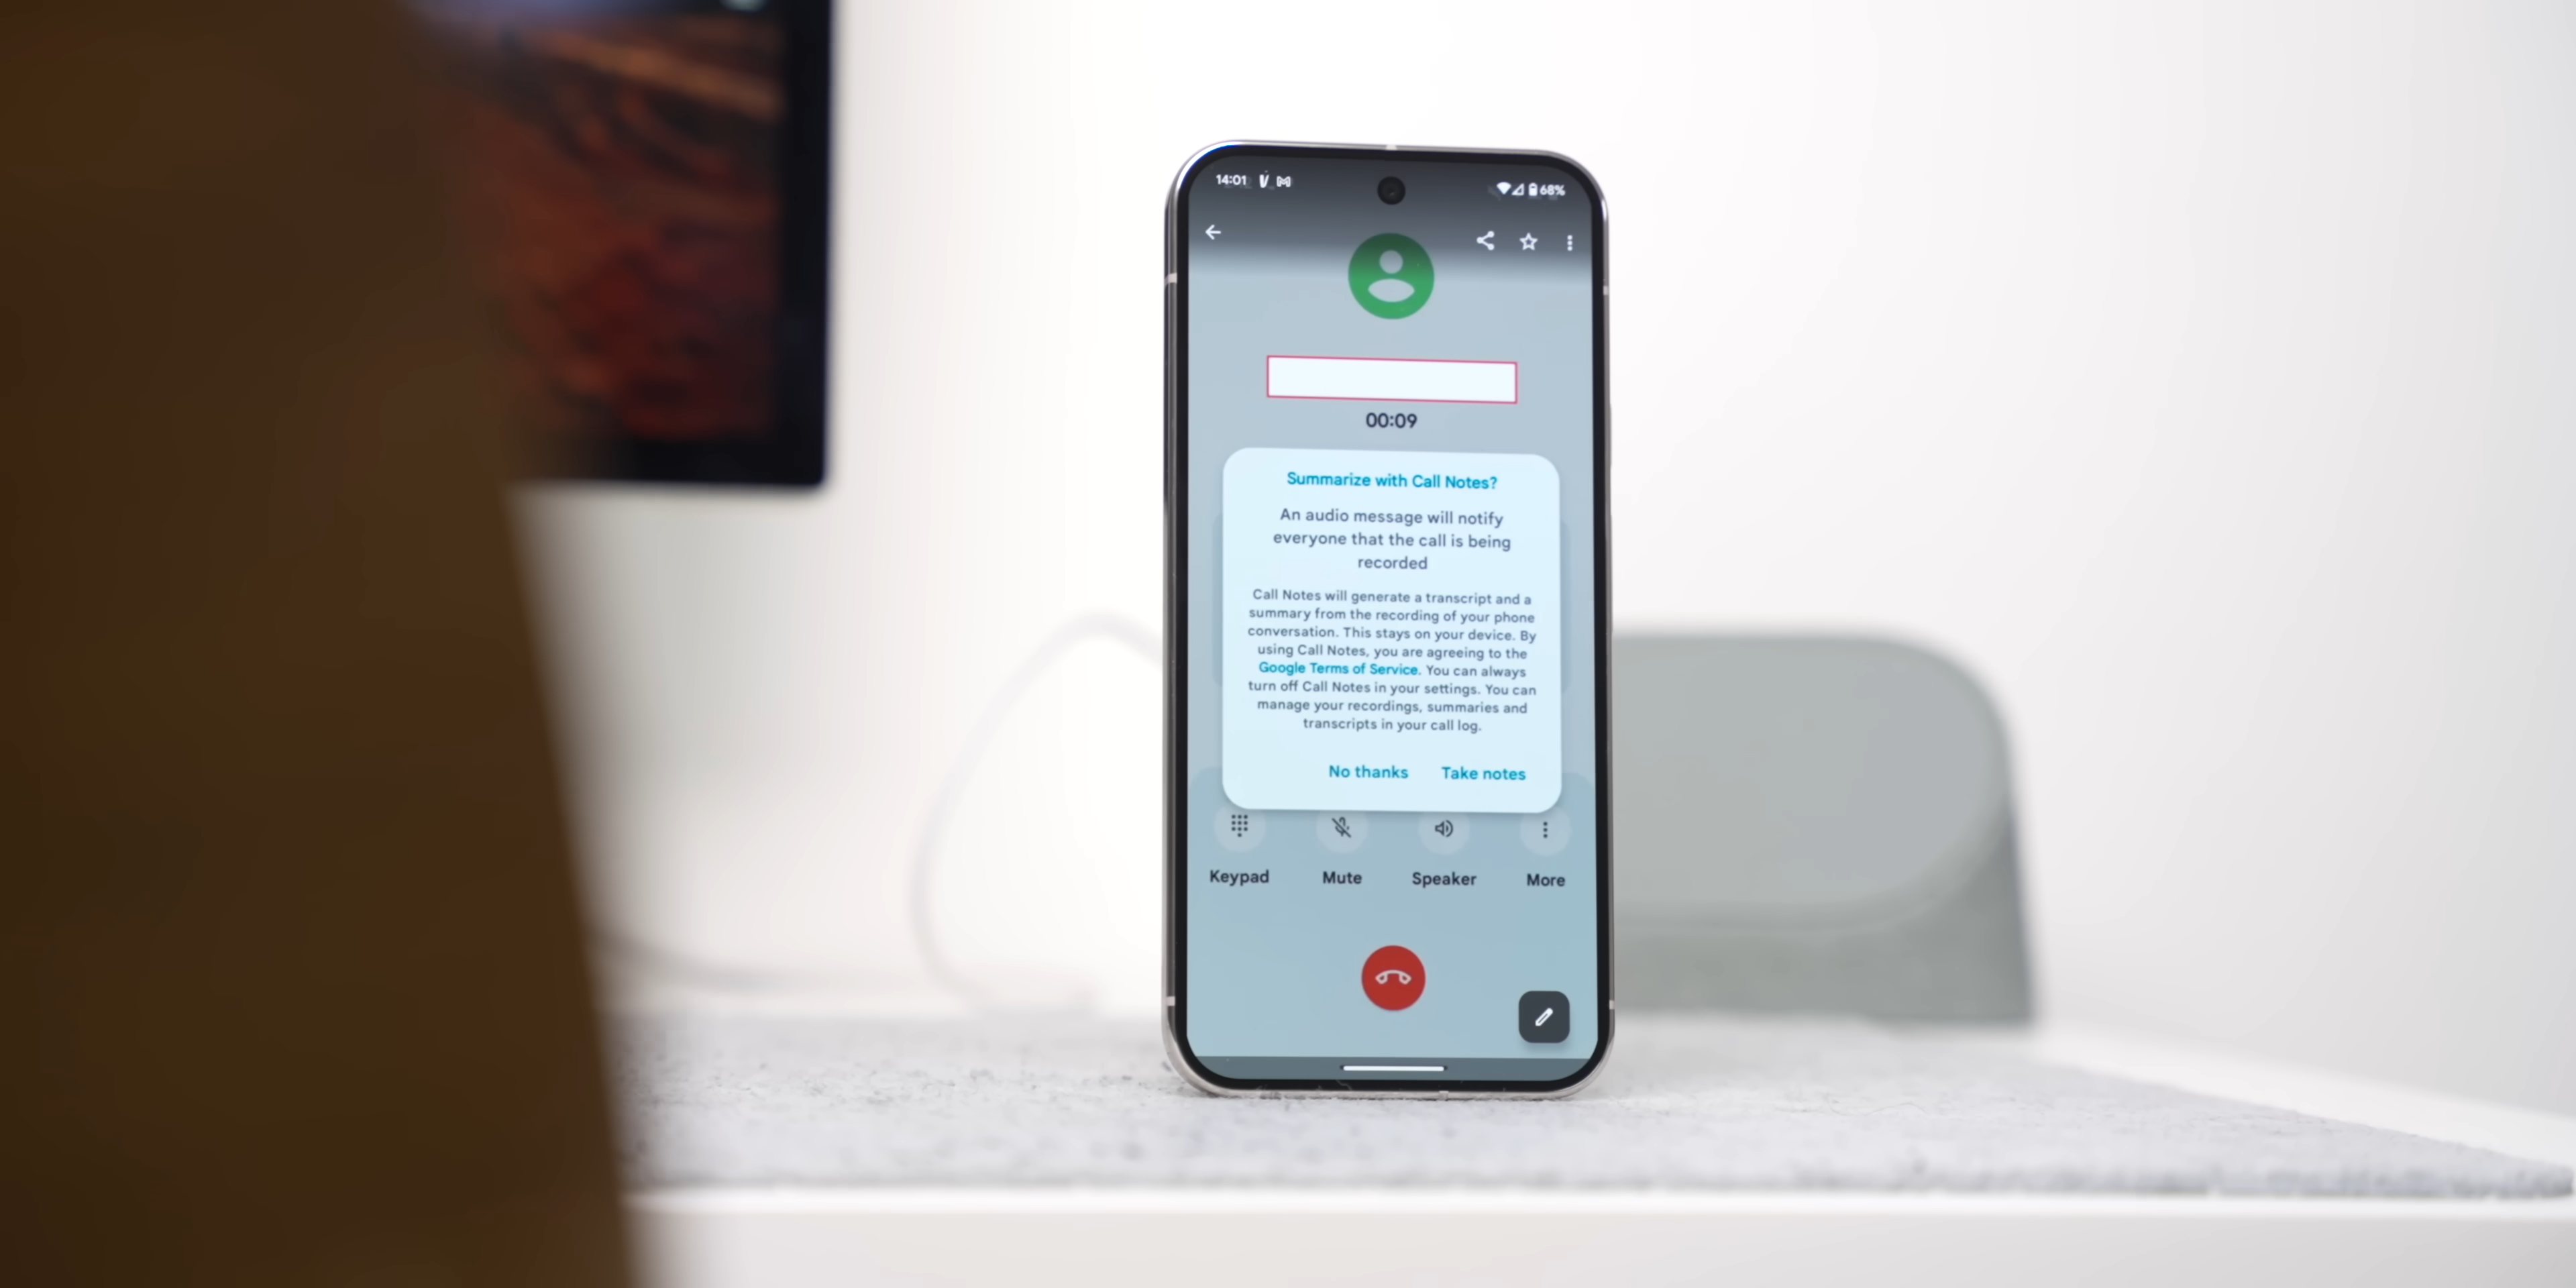 14:01 68%
00:09
Summarize with Call Notes?
An audio message will notify
everyone that the call is being
recorded
Call Notes will generate a transcript and a
summary from the recording of your phone
conversation. This stays on your device. By
using Call Notes, you are agreeing to the
Google Terms of Service. You can always
turn off Call Notes in your settings. You can
manage your recordings, summaries and
transcripts in your call log.
No thanks Take notes
Keypad Mute Speaker More